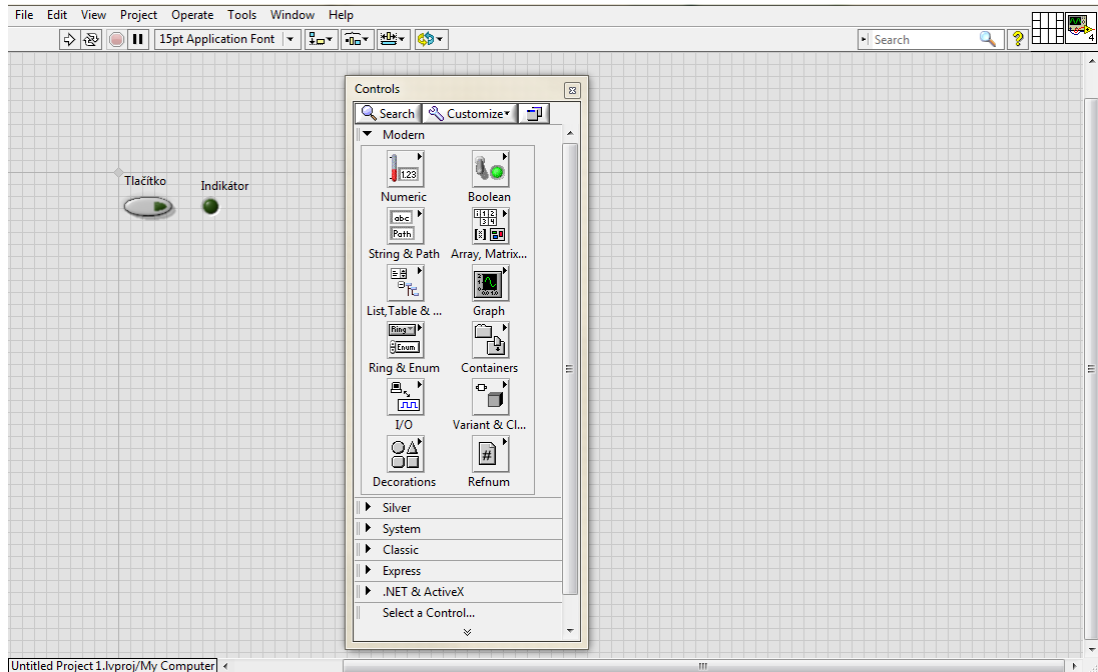 File Edit View Project Operate Tools Window Help
15pt Application Font
Search
?
4
Controls
Search Customize
Modern
1.23
Numeric Boolean
abc
Path
String & Path Array, Matrix...
List, Table & ... Graph
Ring
Enum
Ring & Enum Containers
I/O Variant & Cl...
#
Decorations Refnum
Silver
System
Classic
Express
.NET & ActiveX
Select a Control...
Tlačítko
Indikátor
Untitled Project 1.lvproj/My Computer